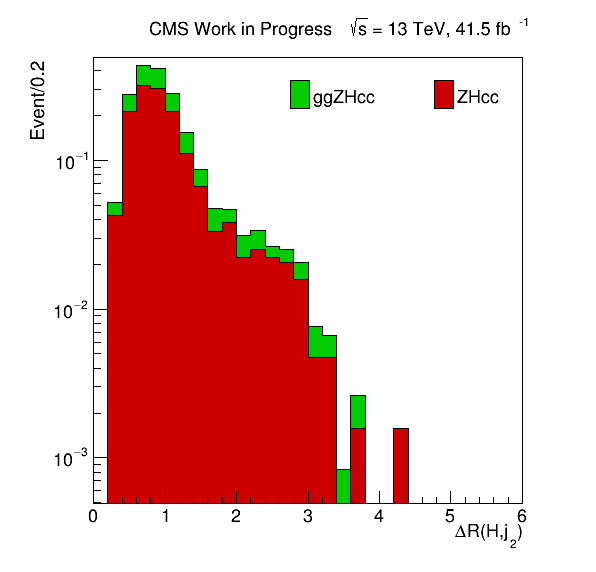 CMS Work in Progress √s = 13 TeV, 41.5 fb⁻¹
Event/0.2
ggZHcc ZHcc
10⁻¹
10⁻²
10⁻³
0 1 2 3 4 5 6
ΔR(H,j₂)